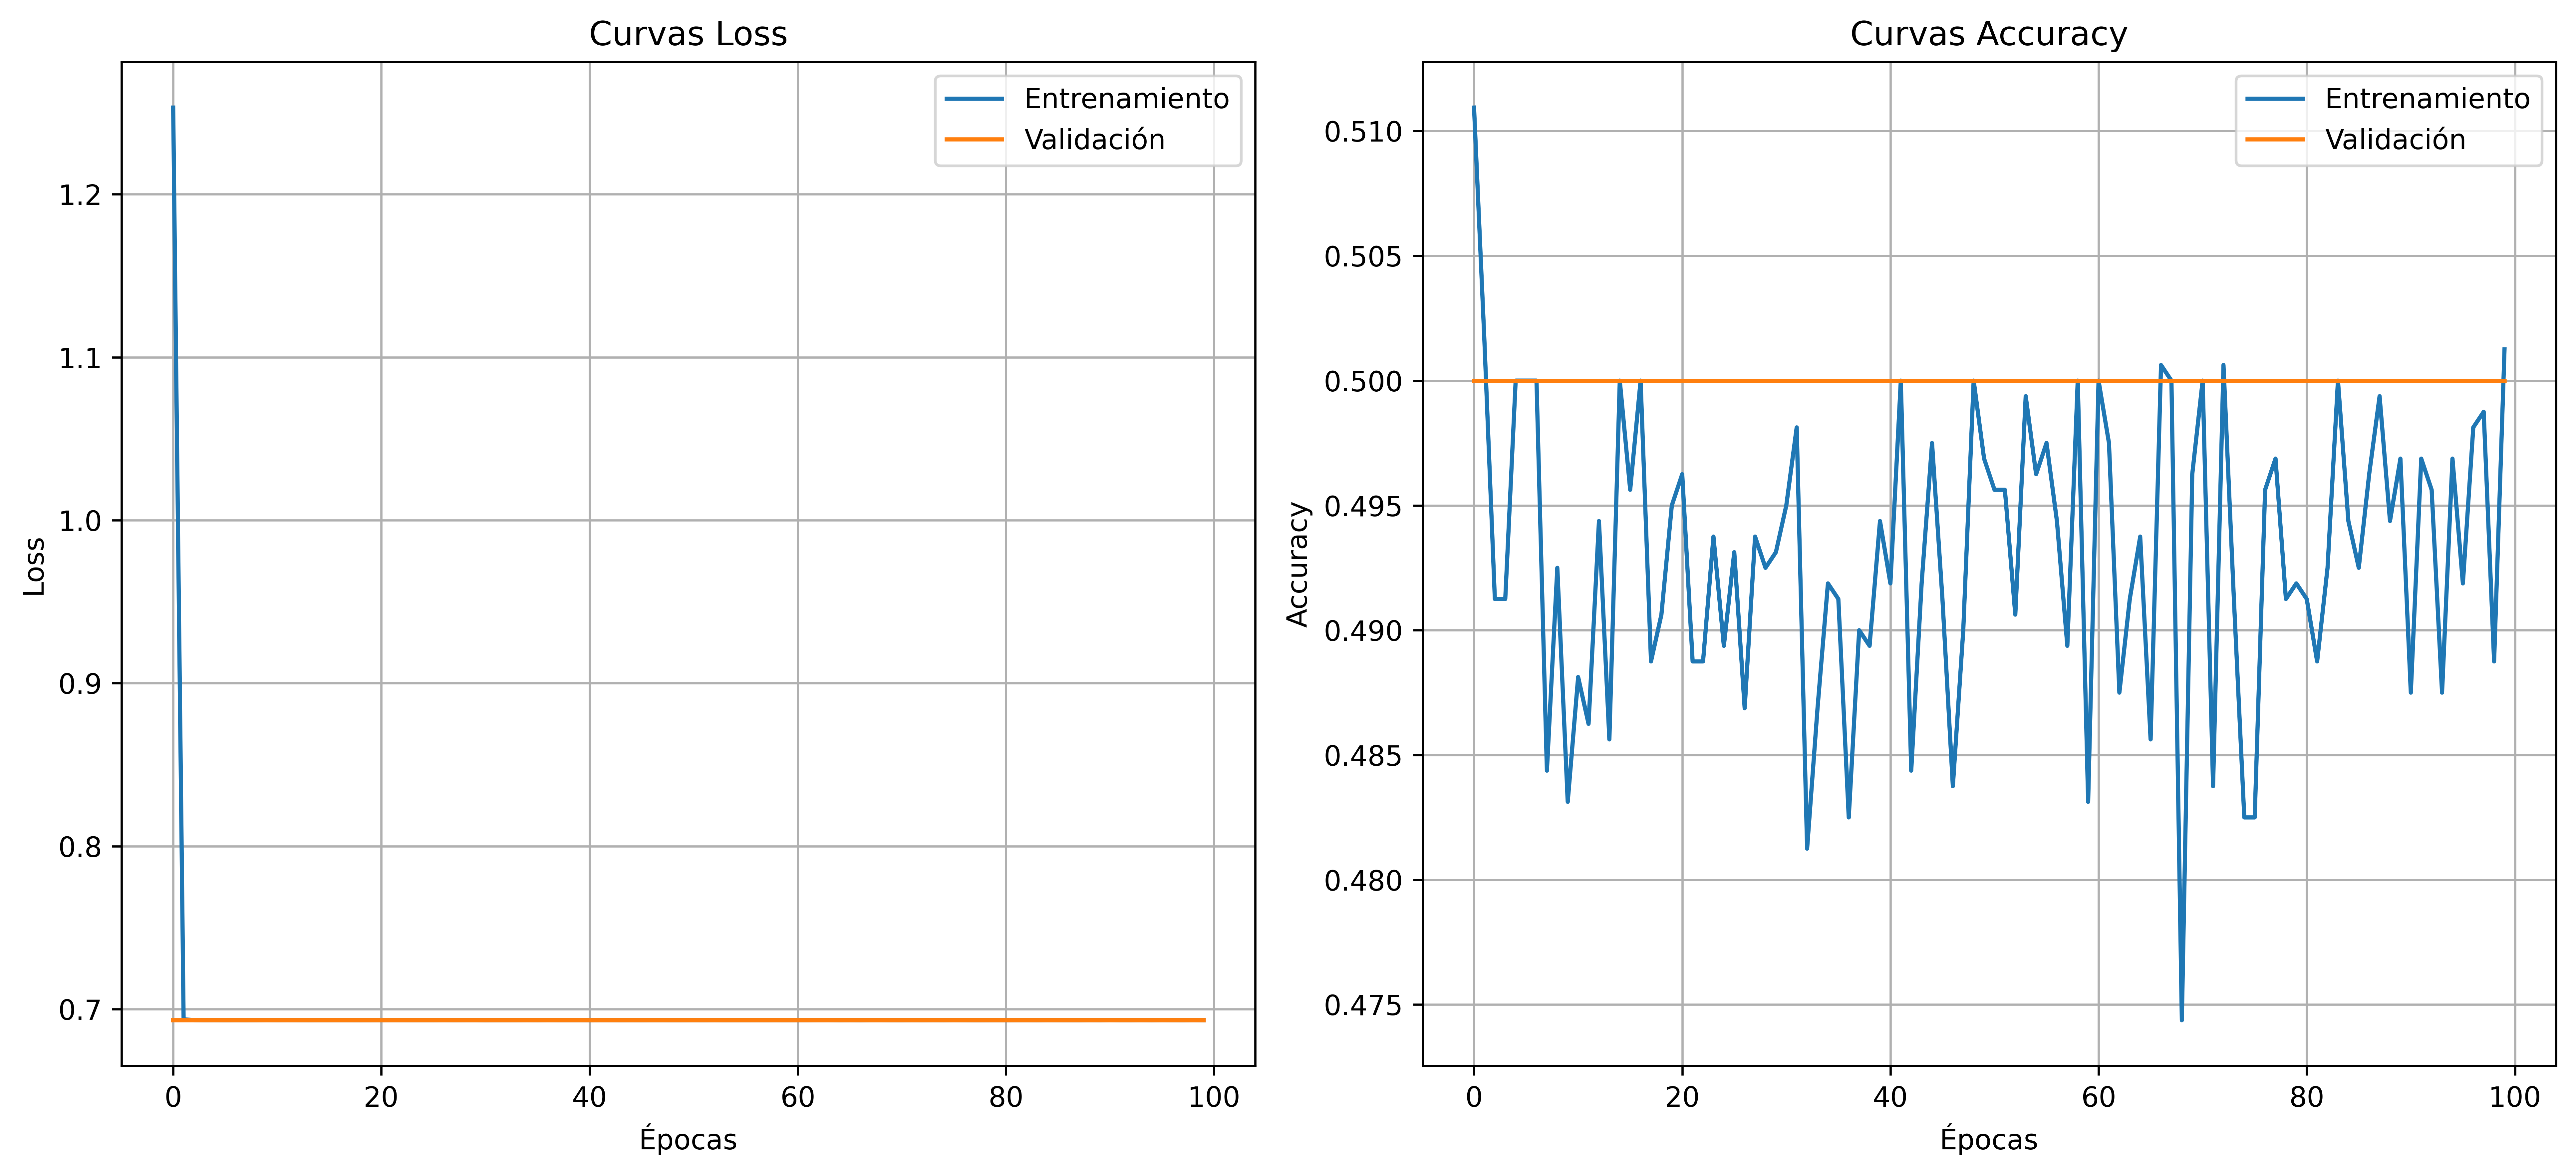 Curvas Loss
Entrenamiento
Validación
1.2
1.1
1.0
0.9
0.8
0.7
Loss
0 20 40 60 80 100
Épocas
Curvas Accuracy
Entrenamiento
Validación
0.510
0.505
0.500
0.495
0.490
0.485
0.480
0.475
Accuracy
0 20 40 60 80 100
Épocas